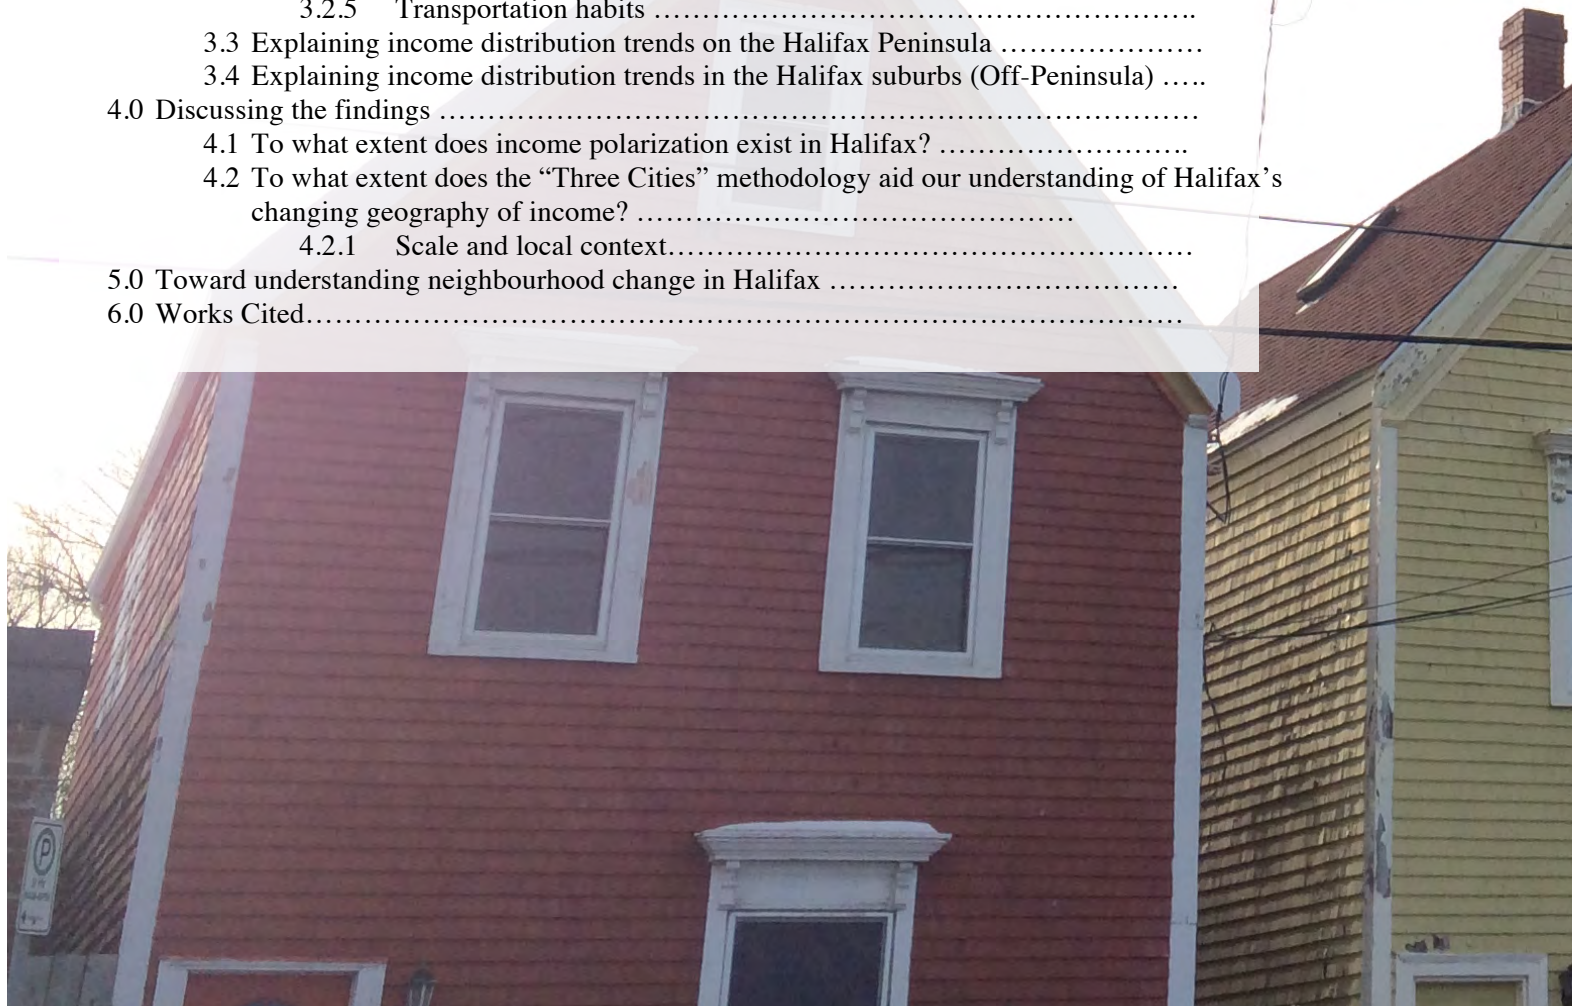 3.2.5 Transportation habits ……………………………………………………………..
3.3 Explaining income distribution trends on the Halifax Peninsula …………………
3.4 Explaining income distribution trends in the Halifax suburbs (Off-Peninsula) …..
4.0 Discussing the findings ……………………………………………………………………………
4.1 To what extent does income polarization exist in Halifax? ……………………..
4.2 To what extent does the “Three Cities” methodology aid our understanding of Halifax’s
changing geography of income? ………………………………………
4.2.1 Scale and local context………………………………………………
5.0 Toward understanding neighbourhood change in Halifax ……………………………….
6.0 Works Cited……………………………………………………………………………….
P